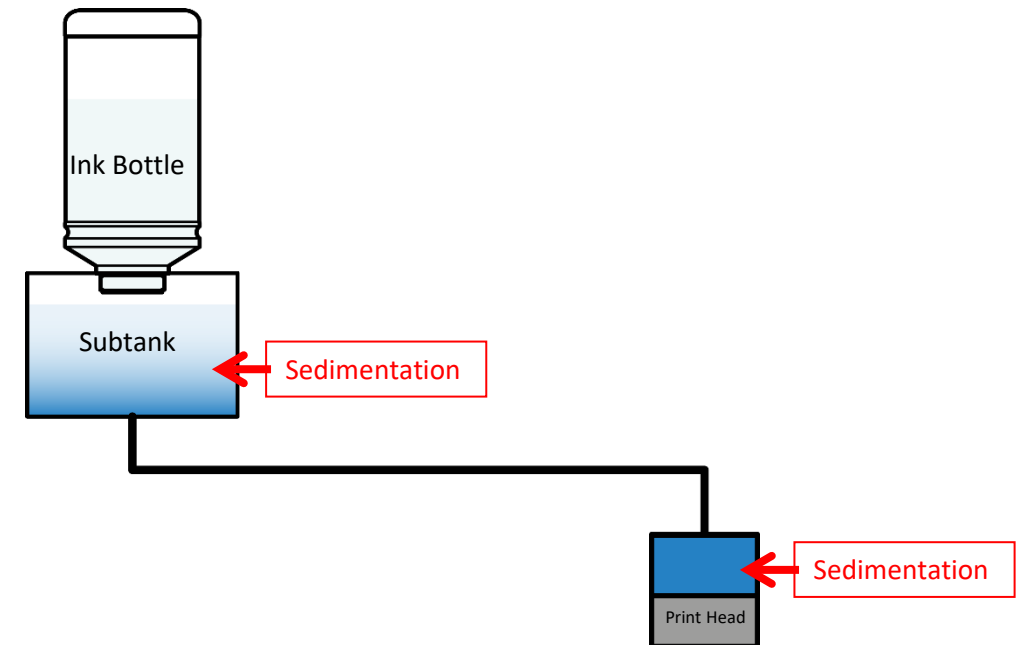 Ink Bottle
Subtank
Sedimentation
Sedimentation
Print Head